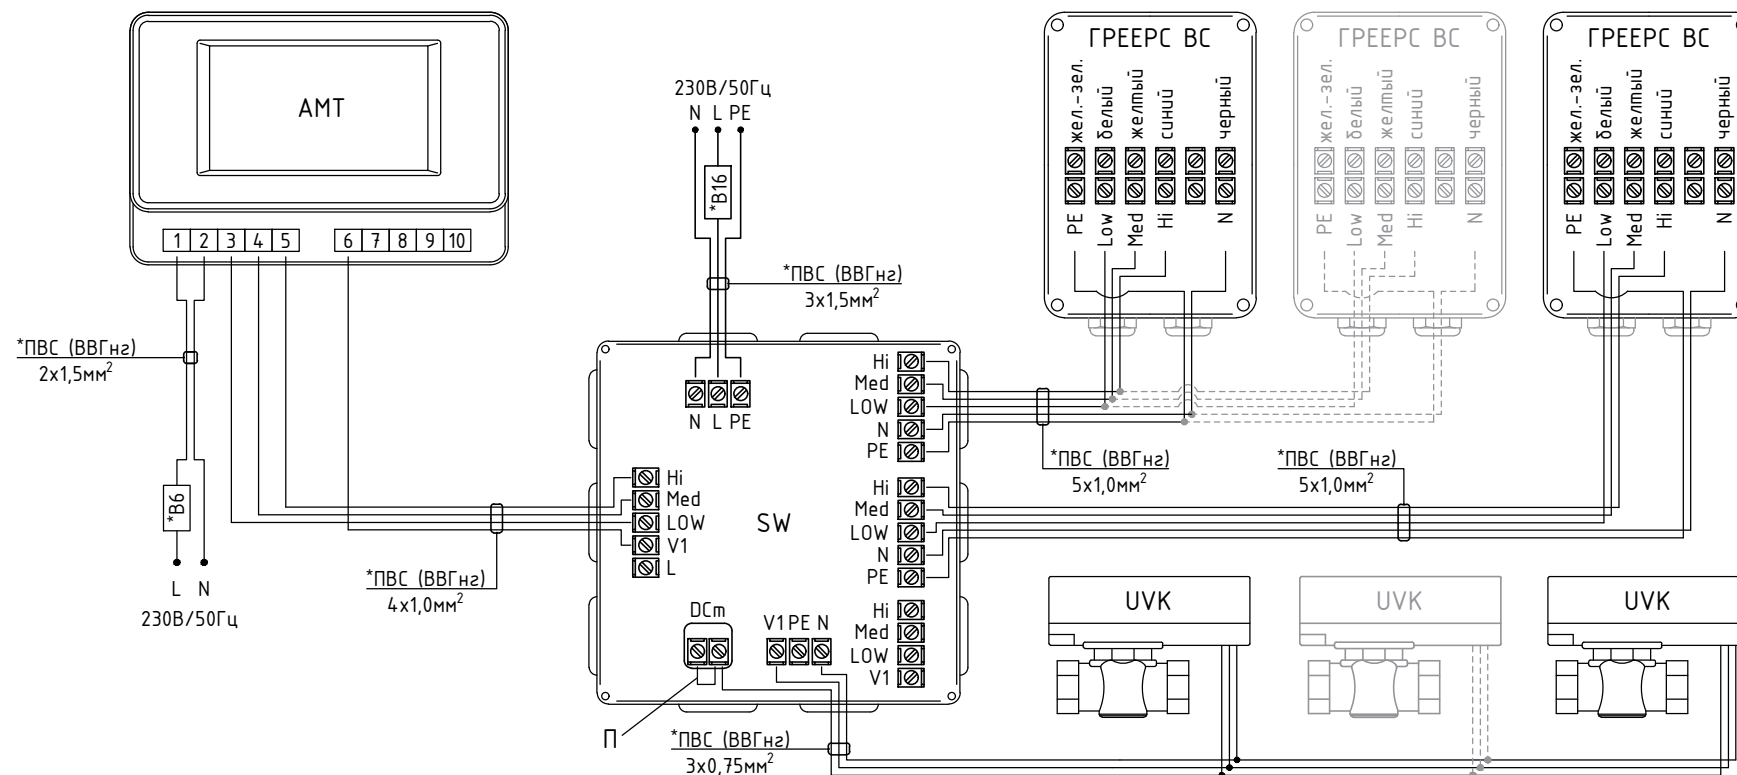 АМТ
1 2 3 4 5 6 7 8 9 10
*ПВС (ВВГнг)
2х1,5мм²
*В6
L N
230В/50Гц
230В/50Гц
N L PE
*В16
*ПВС (ВВГнг)
3х1,5мм²
*ПВС (ВВГнг)
4х1,0мм²
SW
N L PE
Hi
Med
LOW
V1
L
DCm
V1 PE N
П
*ПВС (ВВГнг)
3х0,75мм²
Hi
Med
LOW
N
PE
Hi
Med
LOW
N
PE
Hi
Med
LOW
V1
*ПВС (ВВГнг)
5х1,0мм²
*ПВС (ВВГнг)
5х1,0мм²
ГРЕЕРС ВС
жел.-зел.
белый
желтый
синий
черный
PE
Low
Med
Hi
N
ГРЕЕРС ВС
жел.-зел.
белый
желтый
синий
черный
PE
Low
Med
Hi
N
ГРЕЕРС ВС
жел.-зел.
белый
желтый
синий
черный
PE
Low
Med
Hi
N
UVK
UVK
UVK